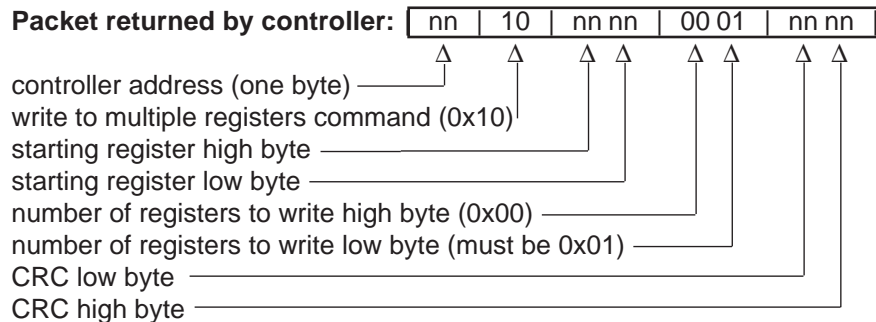 Packet returned by controller: nn | 10 | nn nn | 00 01 | nn nn
Δ Δ Δ Δ Δ Δ Δ Δ
controller address (one byte)
write to multiple registers command (0x10)
starting register high byte
starting register low byte
number of registers to write high byte (0x00)
number of registers to write low byte (must be 0x01)
CRC low byte
CRC high byte